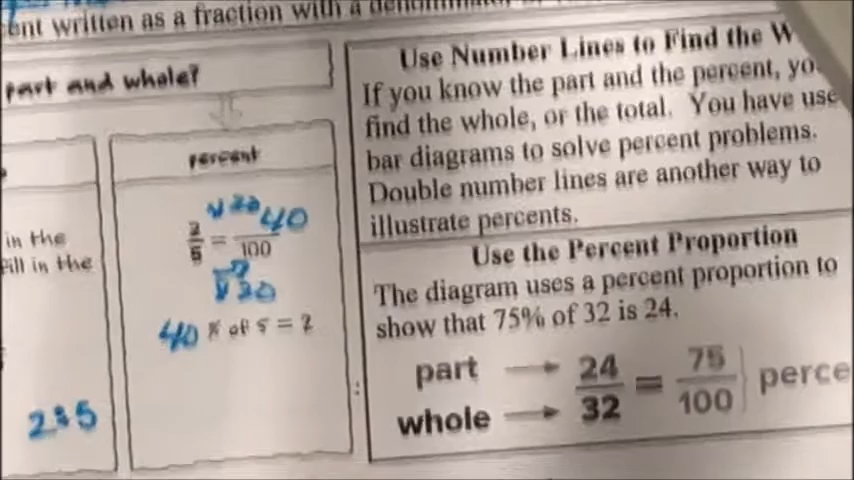 ent written as a fraction with a
part and whole?
percent
in the
Fill in the
2/5 = 40/100
40 % of 5 = 2
Use Number Lines to Find the W
If you know the part and the percent, yo
find the whole, or the total. You have use
bar diagrams to solve percent problems.
Double number lines are another way to
illustrate percents.
Use the Percent Proportion
The diagram uses a percent proportion to
show that 75% of 32 is 24.
part → 24/32 = 75/100 } perce
whole →